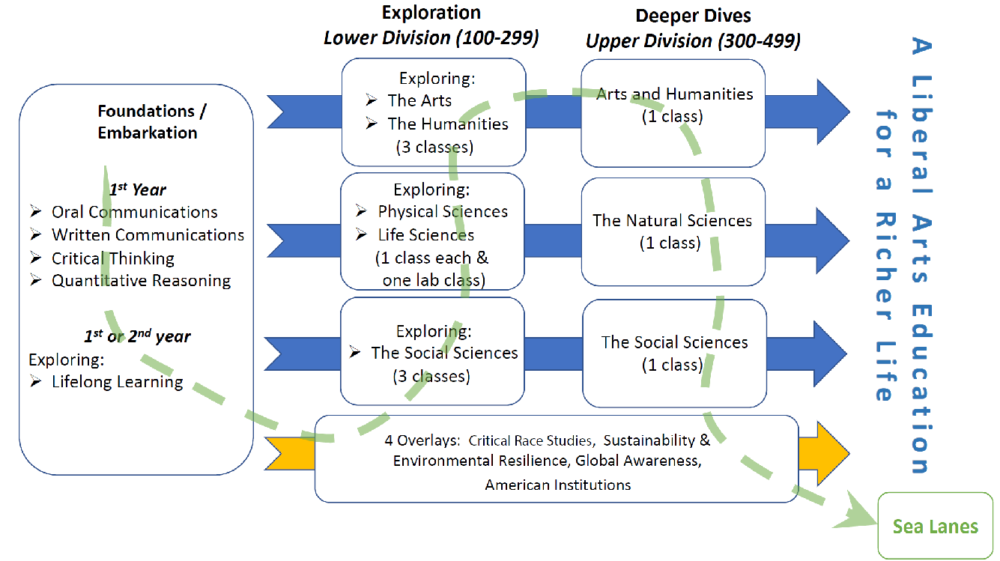 Exploration
Lower Division (100-299)
Deeper Dives
Upper Division (300-499)
Foundations /
Embarkation
1st Year
➢ Oral Communications
➢ Written Communications
➢ Critical Thinking
➢ Quantitative Reasoning
1st or 2nd year
Exploring:
➢ Lifelong Learning
Exploring:
➢ The Arts
➢ The Humanities
(3 classes)
Arts and Humanities
(1 class)
Exploring:
➢ Physical Sciences
➢ Life Sciences
(1 class each &
one lab class)
The Natural Sciences
(1 class)
Exploring:
➢ The Social Sciences
(3 classes)
The Social Sciences
(1 class)
4 Overlays: Critical Race Studies, Sustainability &
Environmental Resilience, Global Awareness,
American Institutions
A Liberal Arts Education
for a Richer Life
Sea Lanes